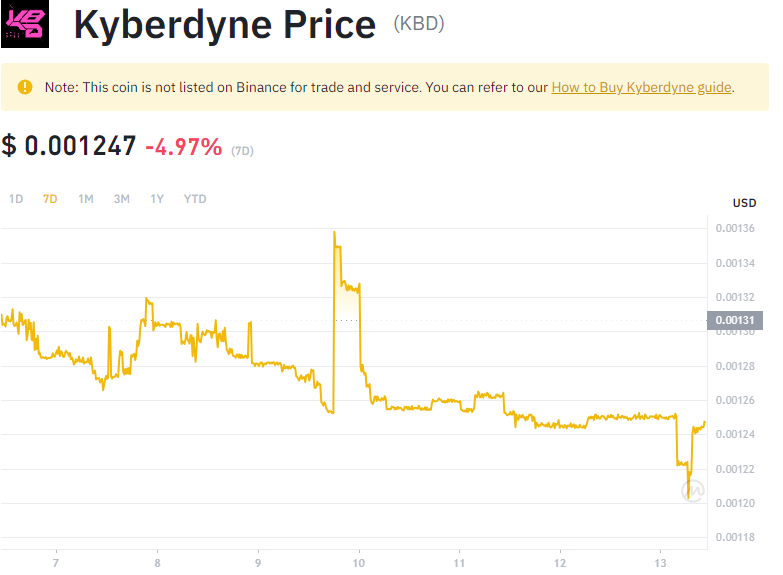 KBD
Kyberdyne Price (KBD)
Note: This coin is not listed on Binance for trade and service. You can refer to our How to Buy Kyberdyne guide.
$ 0.001247 -4.97% (7D)
1D 7D 1M 3M 1Y YTD
USD
0.00136
0.00134
0.00132
0.00131
0.00130
0.00128
0.00126
0.00124
0.00122
0.00120
0.00118
7 8 9 10 11 12 13